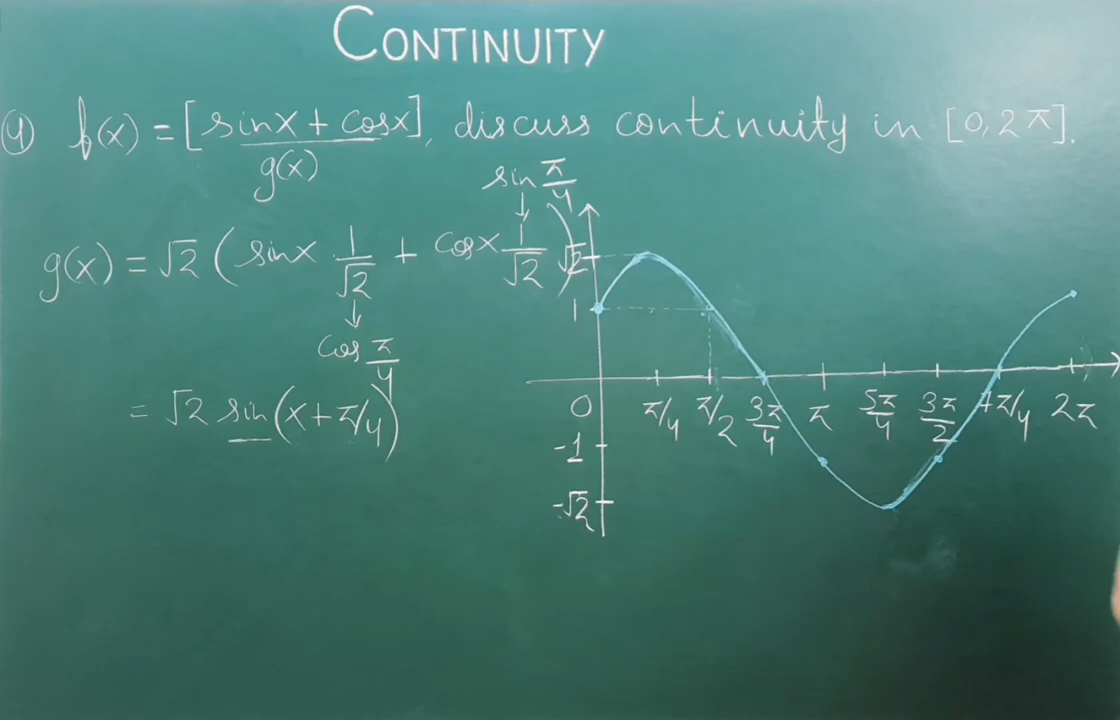 CONTINUITY
4) f(x) = [sinx + cosx], discuss continuity in [0, 2π].
g(x)
sin π/4
↓
g(x) = √2 (sinx 1/√2 + cosx 1/√2)
↓
cos π/4
= √2 sin(x + π/4)
√2
1
0 π/4 π/2 3π/4 π 5π/4 3π/2 7π/4 2π
-1
-√2